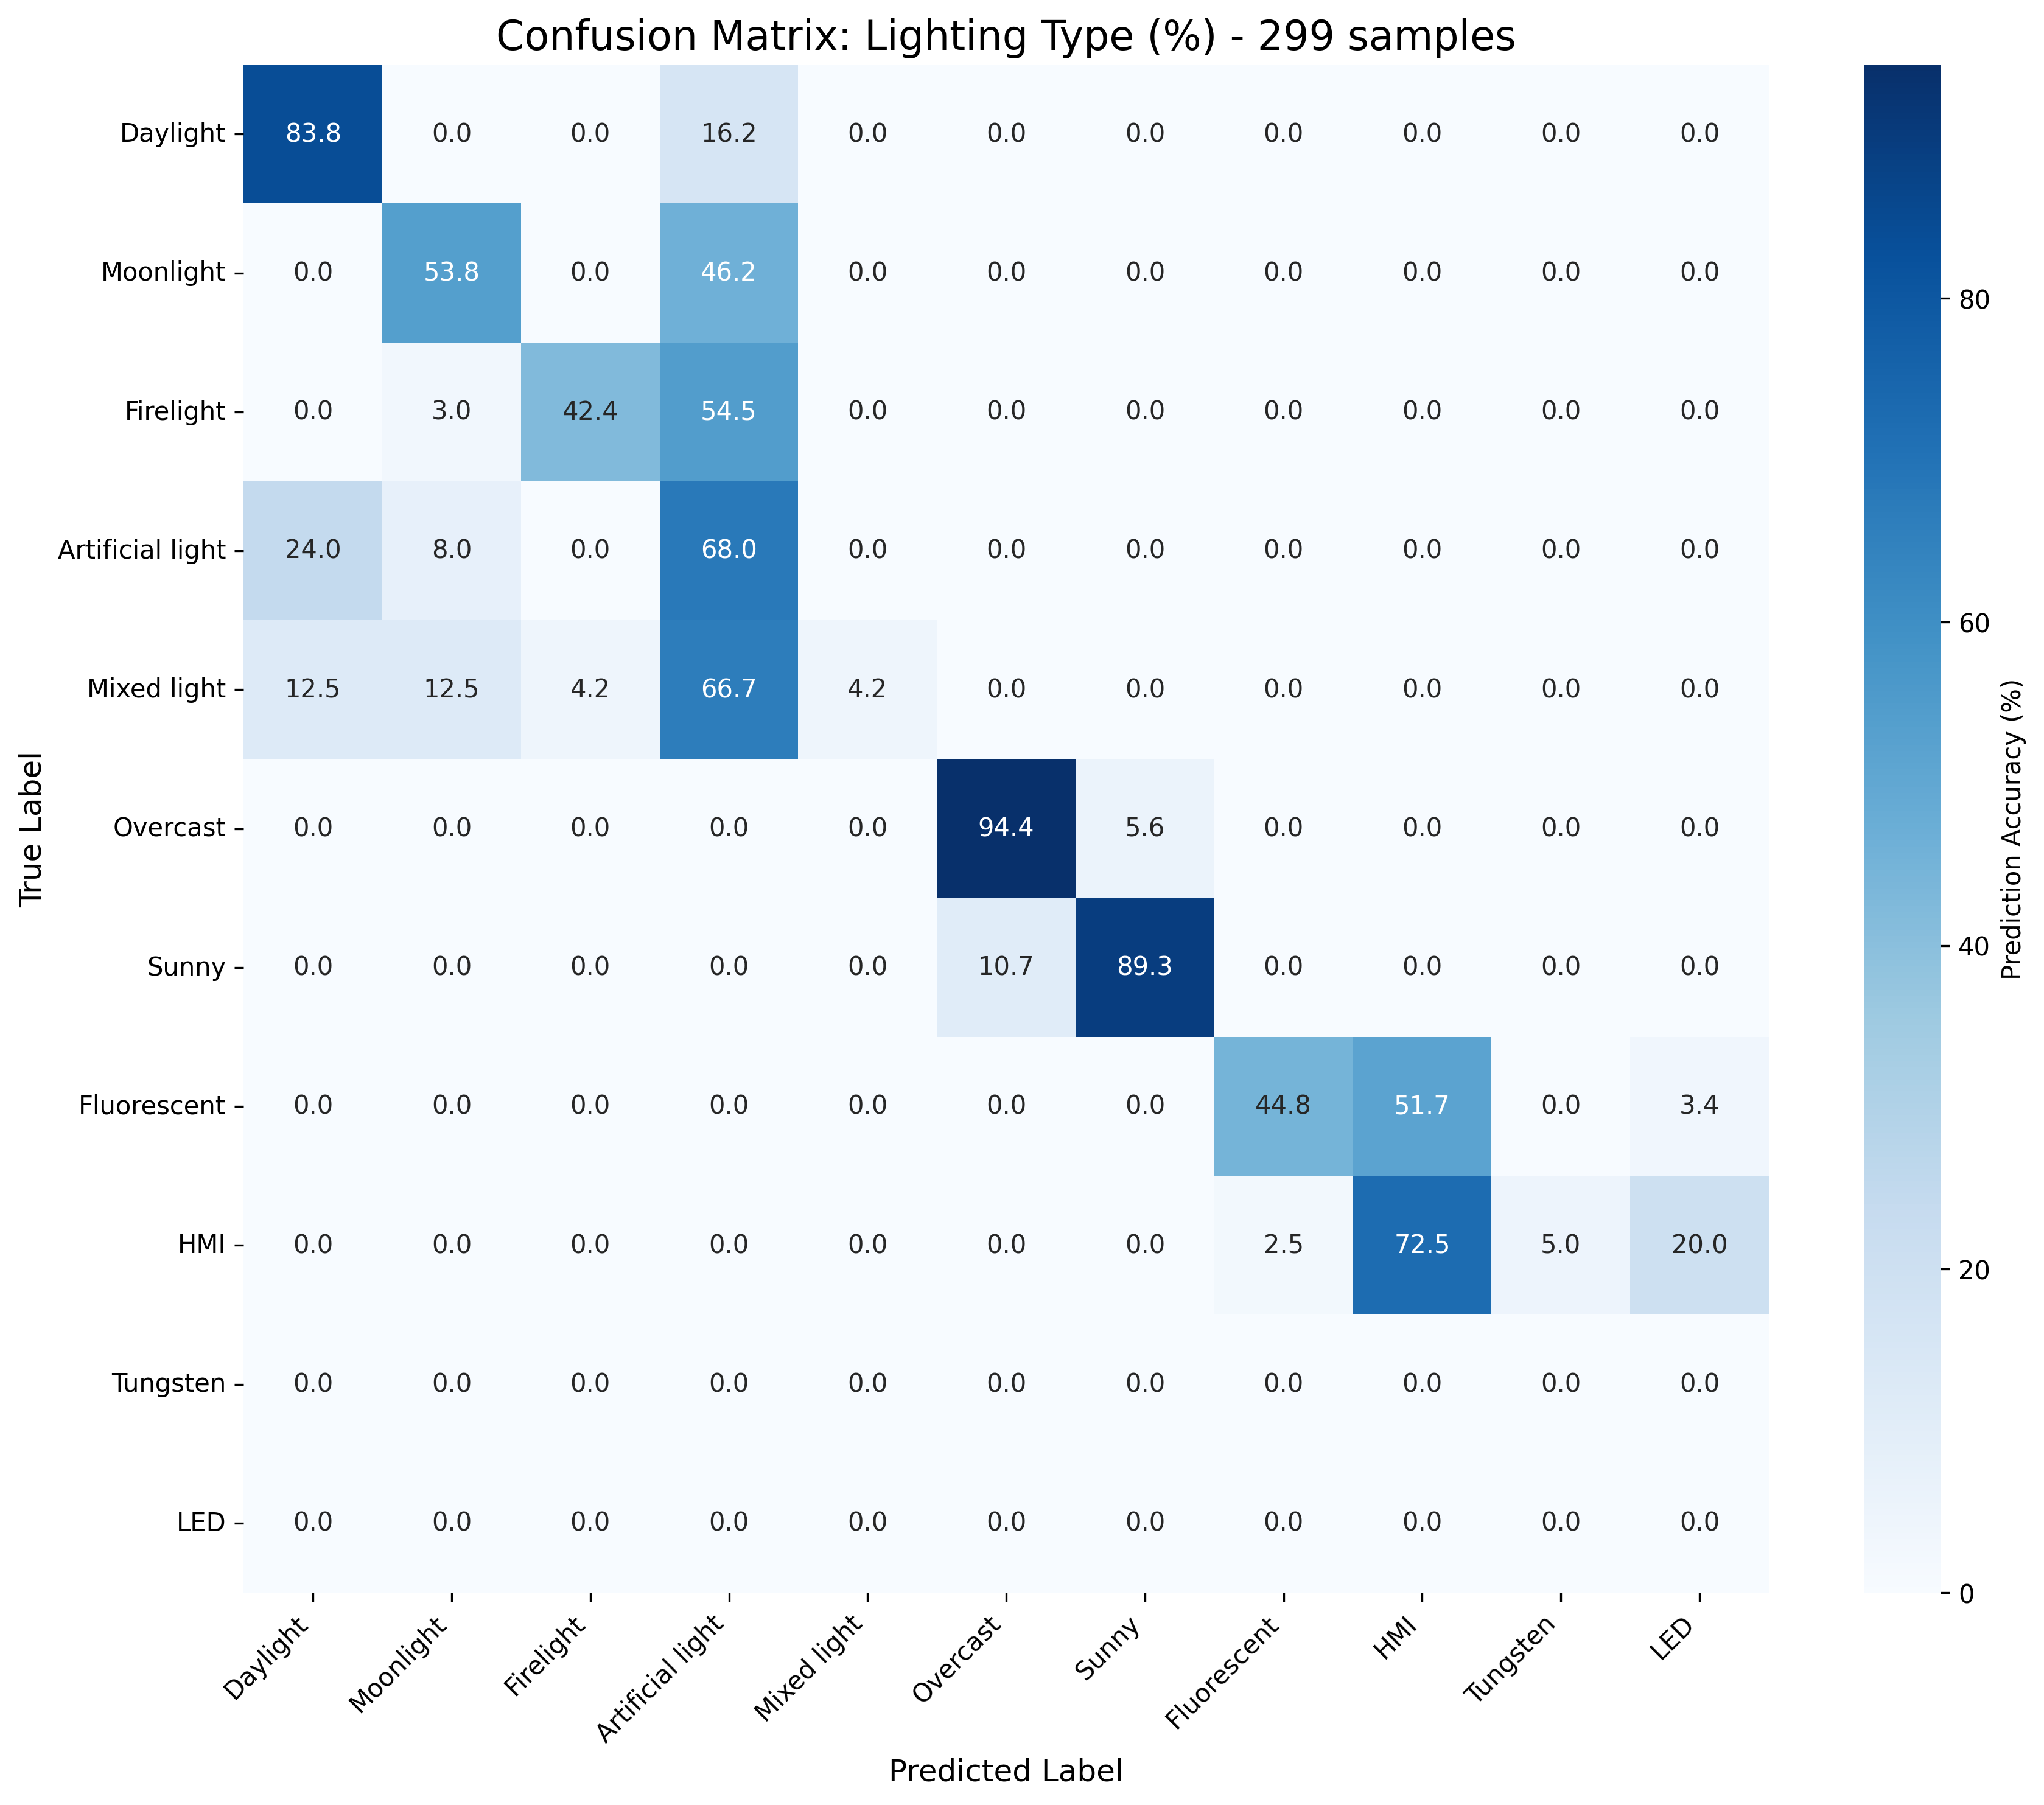 Confusion Matrix: Lighting Type (%) - 299 samples
True Label
Daylight 83.8 0.0 0.0 16.2 0.0 0.0 0.0 0.0 0.0 0.0 0.0
Moonlight 0.0 53.8 0.0 46.2 0.0 0.0 0.0 0.0 0.0 0.0 0.0
Firelight 0.0 3.0 42.4 54.5 0.0 0.0 0.0 0.0 0.0 0.0 0.0
Artificial light 24.0 8.0 0.0 68.0 0.0 0.0 0.0 0.0 0.0 0.0 0.0
Mixed light 12.5 12.5 4.2 66.7 4.2 0.0 0.0 0.0 0.0 0.0 0.0
Overcast 0.0 0.0 0.0 0.0 0.0 94.4 5.6 0.0 0.0 0.0 0.0
Sunny 0.0 0.0 0.0 0.0 0.0 10.7 89.3 0.0 0.0 0.0 0.0
Fluorescent 0.0 0.0 0.0 0.0 0.0 0.0 0.0 44.8 51.7 0.0 3.4
HMI 0.0 0.0 0.0 0.0 0.0 0.0 0.0 2.5 72.5 5.0 20.0
Tungsten 0.0 0.0 0.0 0.0 0.0 0.0 0.0 0.0 0.0 0.0 0.0
LED 0.0 0.0 0.0 0.0 0.0 0.0 0.0 0.0 0.0 0.0 0.0
Daylight Moonlight Firelight Artificial light Mixed light Overcast Sunny Fluorescent HMI Tungsten LED
Predicted Label
80
60
40
20
0
Prediction Accuracy (%)